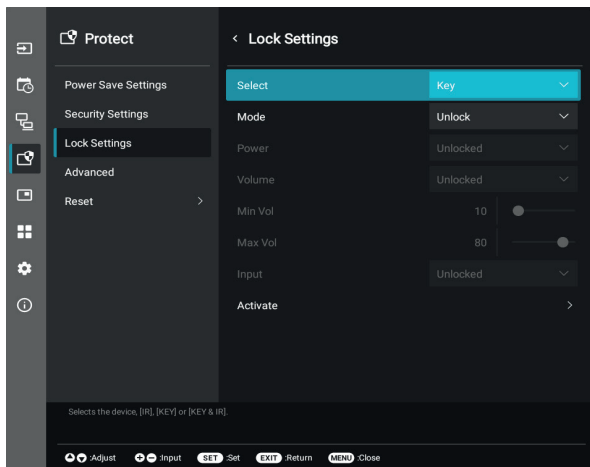 Protect
< Lock Settings
Power Save Settings
Security Settings
Lock Settings
Advanced
Reset >
Select Key
Mode Unlock
Power Unlocked
Volume Unlocked
Min Vol 10
Max Vol 80
Input Unlocked
Activate >
Selects the device, [IR], [KEY] or [KEY & IR].
:Adjust :Input SET :Set EXIT :Return MENU :Close